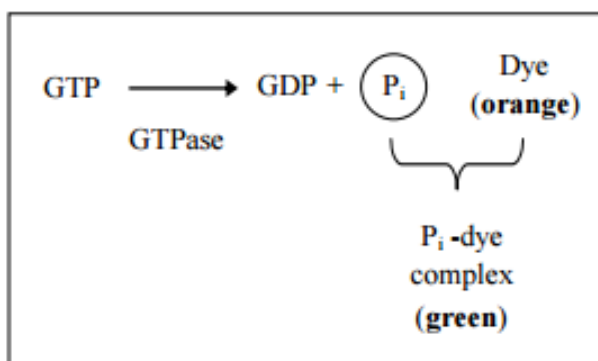 GTP GDP + Pᵢ Dye
(orange)
GTPase
Pᵢ -dye
complex
(green)